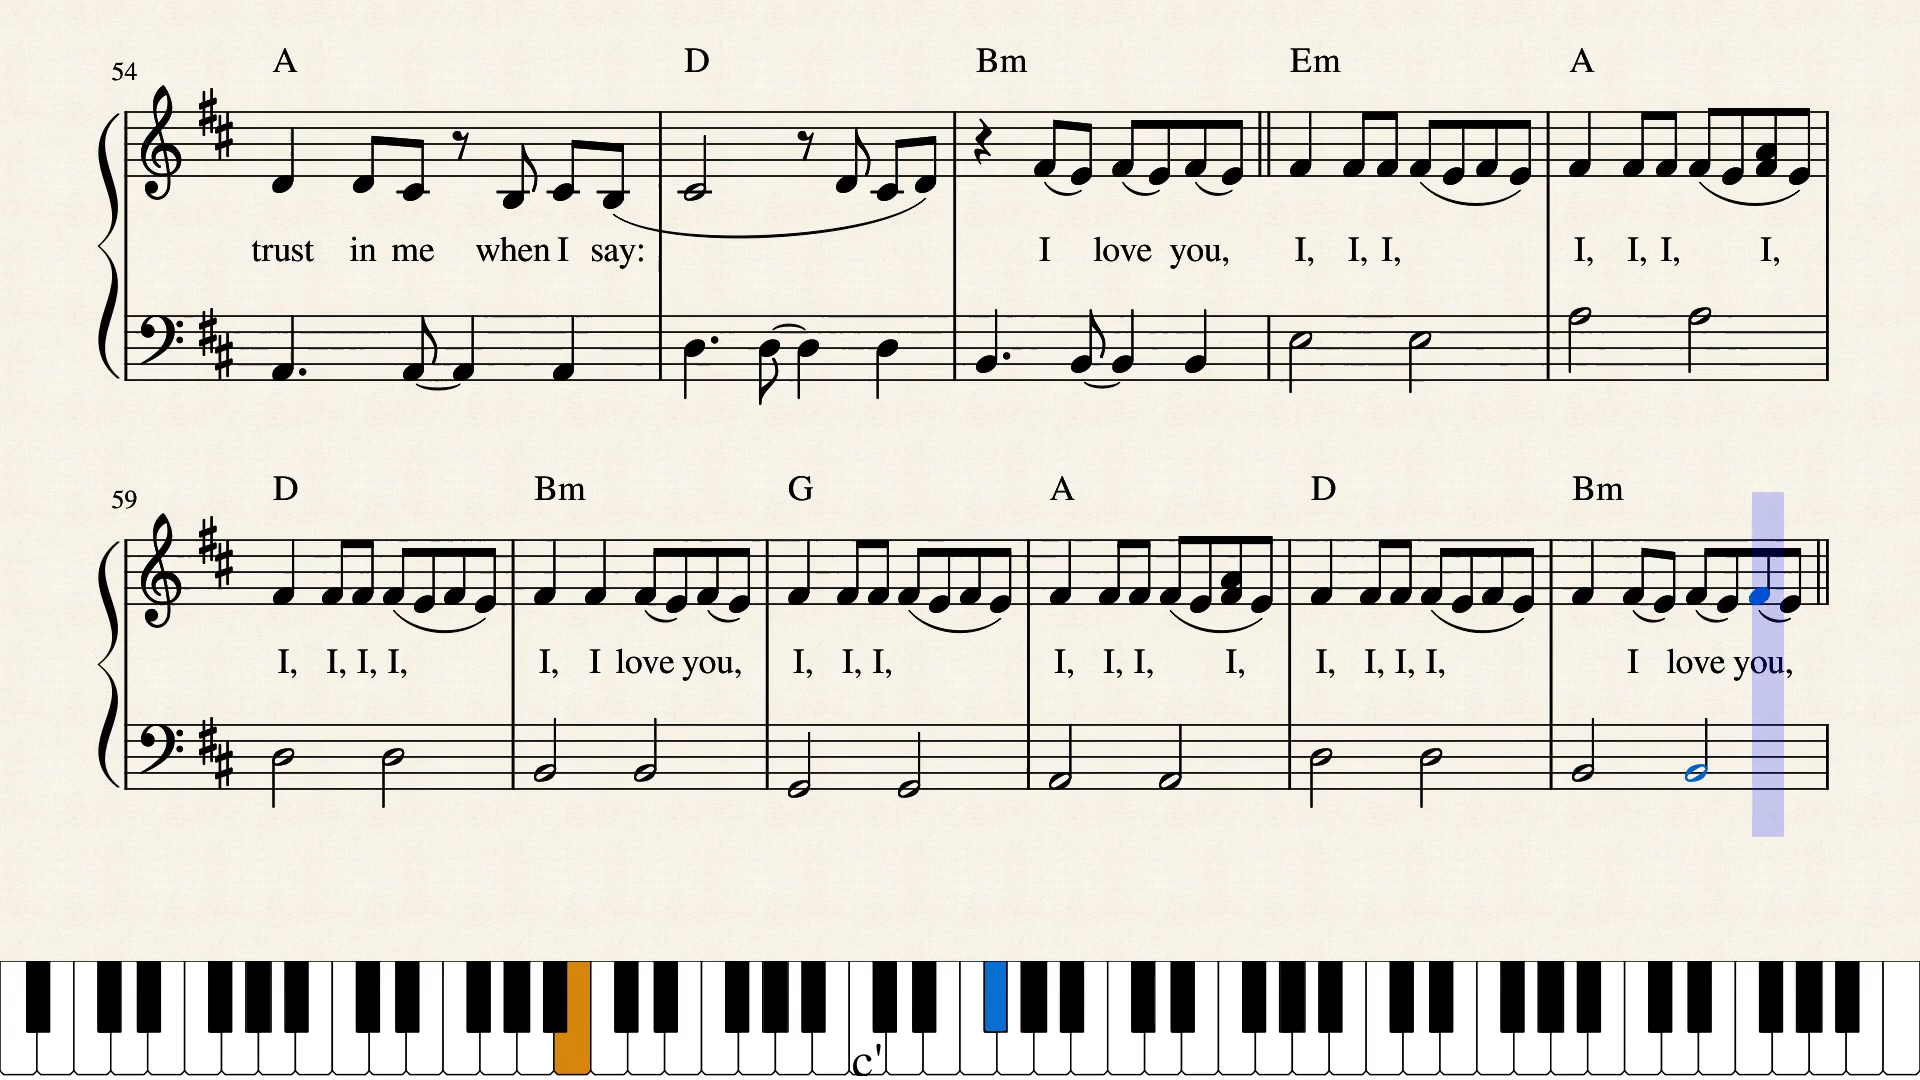 54 A D Bm Em A
trust in me when I say: I love you, I, I, I, I, I, I, I,
59 D Bm G A D Bm
I, I, I, I, I, I love you, I, I, I, I, I, I, I, I, I, I, I, I love you,
c'